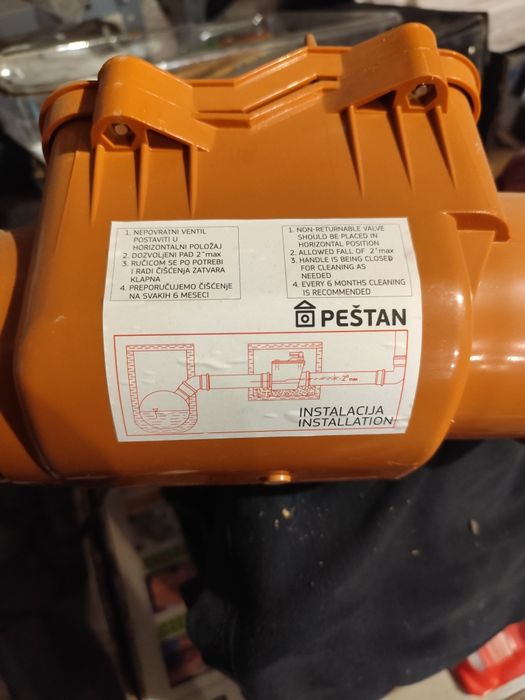 1. NEPOVRATNI VENTIL
POSTAVITI U
HORIZONTALNI POLOŽAJ
2. DOZVOLJENI PAD 2°max
3. RUČICOM SE PO POTREBI
I RADI ČIŠĆENJA ZATVARA
KLAPNA
4. PREPORUČUJEMO ČIŠĆENJE
NA SVAKIH 6 MESECI
1. NON-RETURNABLE VALVE
SHOULD BE PLACED IN
HORIZONTAL POSITION
2. ALLOWED FALL OF 2°max
3. HANDLE IS BEING CLOSED
FOR CLEANING AS
NEEDED
4. EVERY 6 MONTHS CLEANING
IS RECOMMENDED
PEŠTAN
2° max
INSTALACIJA
INSTALLATION